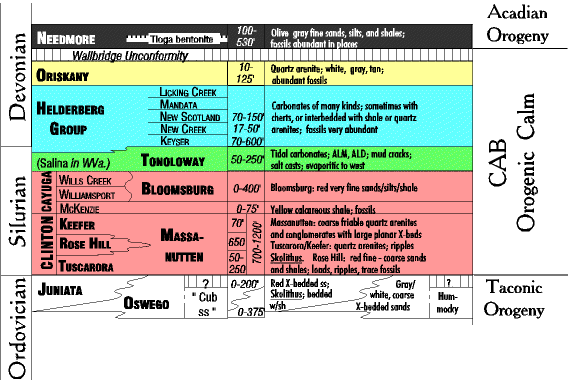 Devonian
Silurian
Ordovician
NEEDMORE
Tioga bentonite
100-
530'
Olive gray fine sands, silts, and shales;
fossils abundant in places
Acadian
Orogeny
Wallbridge Unconformity
ORISKANY
10-
125'
Quartz arenite; white, gray, tan;
abundant fossils
HELDERBERG
GROUP
LICKING CREEK
MANDATA
NEW SCOTLAND
NEW CREEK
KEYSER
70-150'
17-50'
70-600'
Carbonates of many kinds; sometimes with
cherts, or interbedded with shale or quartz
arenites; fossils very abundant
CAB
Orogenic Calm
(Salina in WVa.)
TONOLOWAY
50-250'
Tidal carbonates; ALM, ALD; mud cracks;
salt casts; evaporitic to west
CAYUGA
WILLS CREEK
WILLIAMSPORT
BLOOMSBURG
0-400'
Bloomsburg: red very fine sands/silts/shale
MCKENZIE
0-75'
Yellow calcareous shale; fossils
CLINTON
KEEFER
ROSE HILL
TUSCARORA
MASSA-
NUTTEN
70'
650
50-
250
700-1200'
Massanutten: coarse friable quartz arenites
and conglomerates with large planar X-beds
Tuscarora/Keefer: quartz arenites; ripples
Skolithus. Rose Hill: red fine - coarse sands
and shales; loads, ripples, trace fossils
JUNIATA
OSWEGO
?
"Cub
ss"
0-200'
0-375
Red X-bedded ss;
Skolithus; bedded
w/sh
Gray/
white, coarse
X-bedded sands
?
Hum-
mocky
Taconic
Orogeny